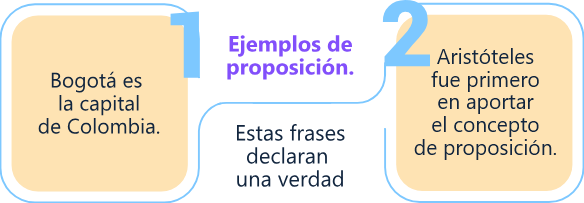 1
Bogotá es
la capital
de Colombia.
Ejemplos de
proposición.
Estas frases
declaran
una verdad
2
Aristóteles
fue primero
en aportar
el concepto
de proposición.